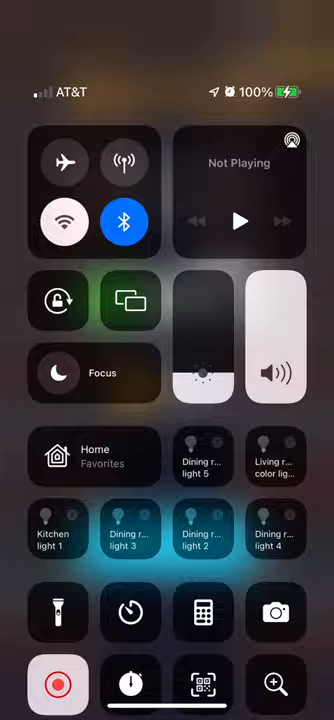 AT&T 100%
Not Playing
Focus
Home
Favorites
Dining r...
light 5
Living r...
color lig...
Kitchen
light 1
Dining r...
light 3
Dining r...
light 2
Dining r...
light 4